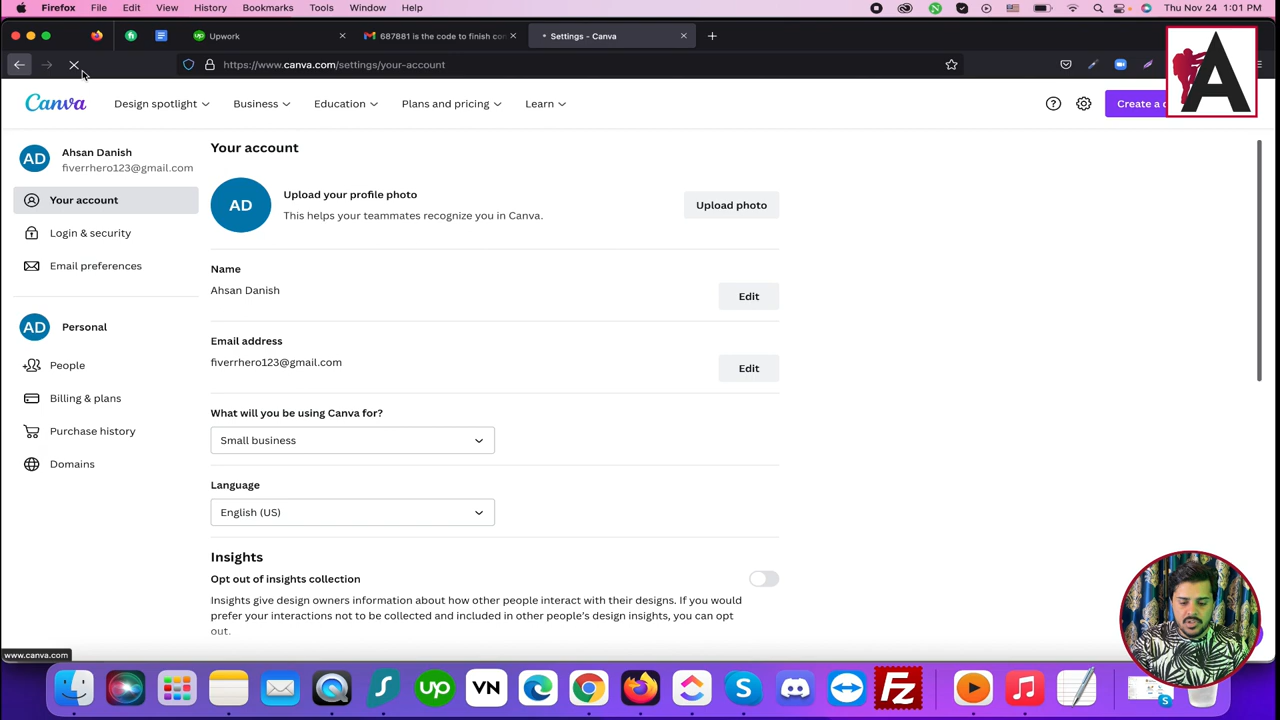 Firefox File Edit View History Bookmarks Tools Window Help Thu Nov 24 1:01 PM
Upwork 687881 is the code to finish con Settings - Canva
https://www.canva.com/settings/your-account
A
Canva Design spotlight Business Education Plans and pricing Learn Create a d
AD Ahsan Danish
fiverrhero123@gmail.com
Your account
Login & security
Email preferences
AD Personal
People
Billing & plans
Purchase history
Domains
Your account
AD Upload your profile photo
This helps your teammates recognize you in Canva.
Upload photo
Name
Ahsan Danish
Edit
Email address
fiverrhero123@gmail.com
Edit
What will you be using Canva for?
Small business
Language
English (US)
Insights
Opt out of insights collection
Insights give design owners information about how other people interact with their designs. If you would
prefer your interactions not to be collected and included in other people's design insights, you can opt
out.
www.canva.com
up VN Fz